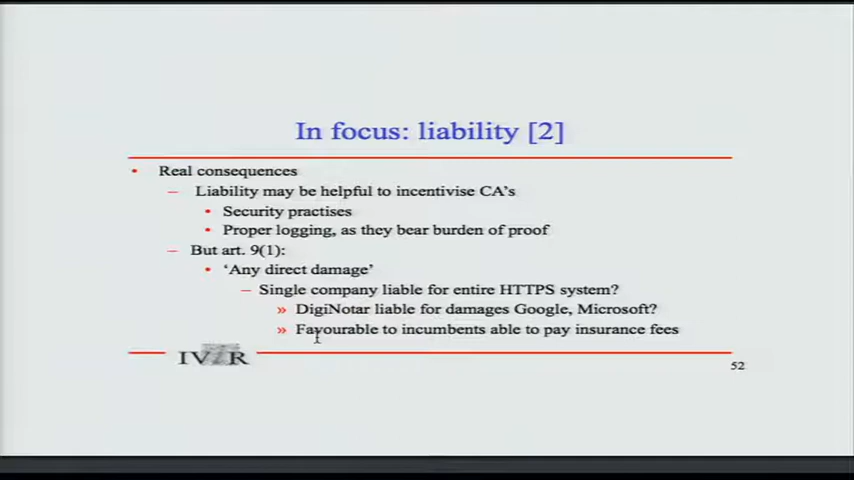 In focus: liability [2]
• Real consequences
– Liability may be helpful to incentivise CA's
• Security practises
• Proper logging, as they bear burden of proof
– But art. 9(1):
• 'Any direct damage'
– Single company liable for entire HTTPS system?
» DigiNotar liable for damages Google, Microsoft?
» Favourable to incumbents able to pay insurance fees
IViR
52